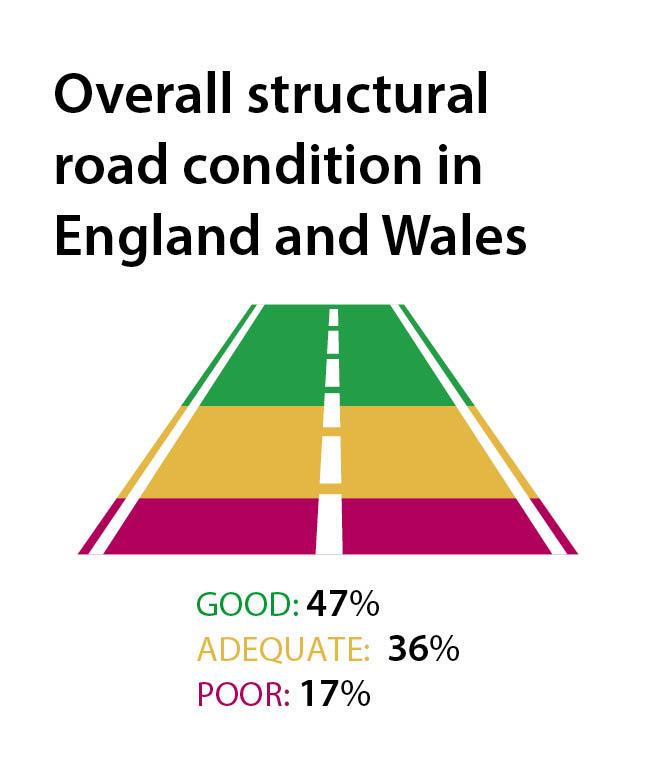 Overall structural
road condition in
England and Wales
GOOD: 47%
ADEQUATE: 36%
POOR: 17%